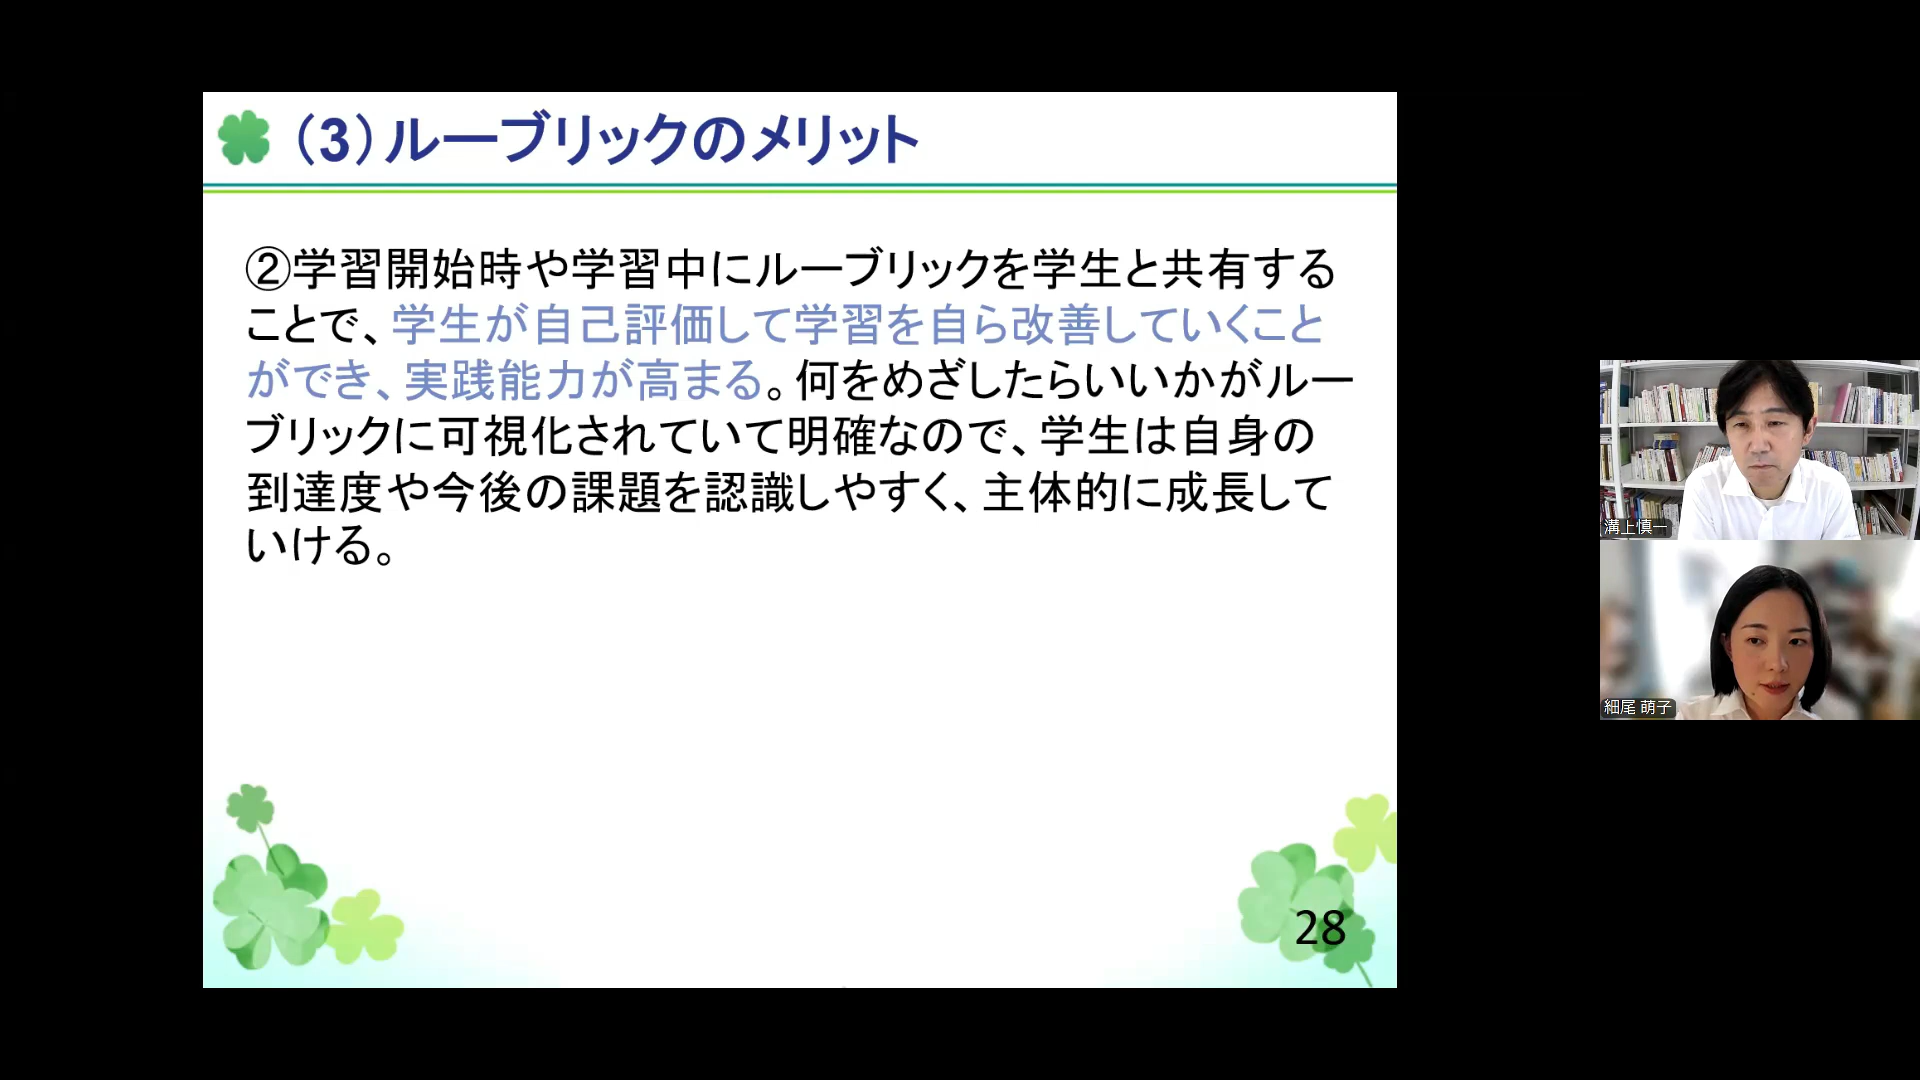 （3）ルーブリックのメリット
②学習開始時や学習中にルーブリックを学生と共有する
ことで、学生が自己評価して学習を自ら改善していくこと
ができ、実践能力が高まる。何をめざしたらいいかがルー
ブリックに可視化されていて明確なので、学生は自身の
到達度や今後の課題を認識しやすく、主体的に成長して
いける。
28
溝上慎一
細尾 萌子